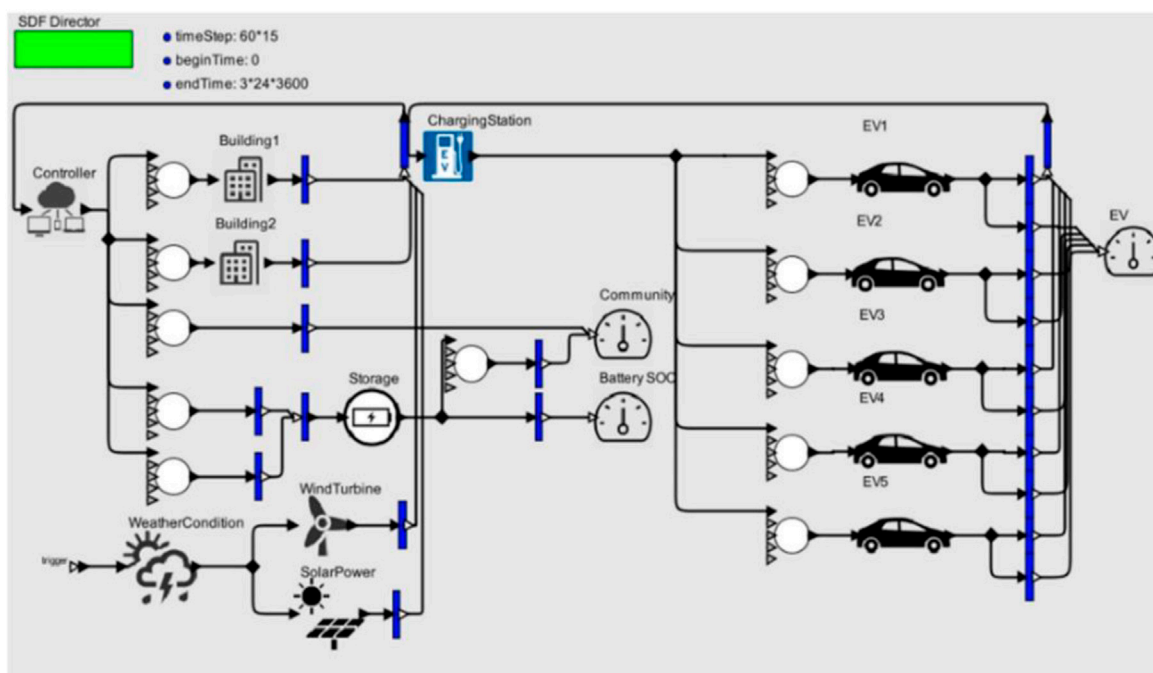 SDF Director
timeStep: 60*15
beginTime: 0
endTime: 3*24*3600
ChargingStation
EV1
Building1
Controller
EV
EV2
Building2
EV
Community
EV3
Storage
Battery SOC
EV4
WindTurbine
EV5
WeatherCondition
trigger
SolarPower